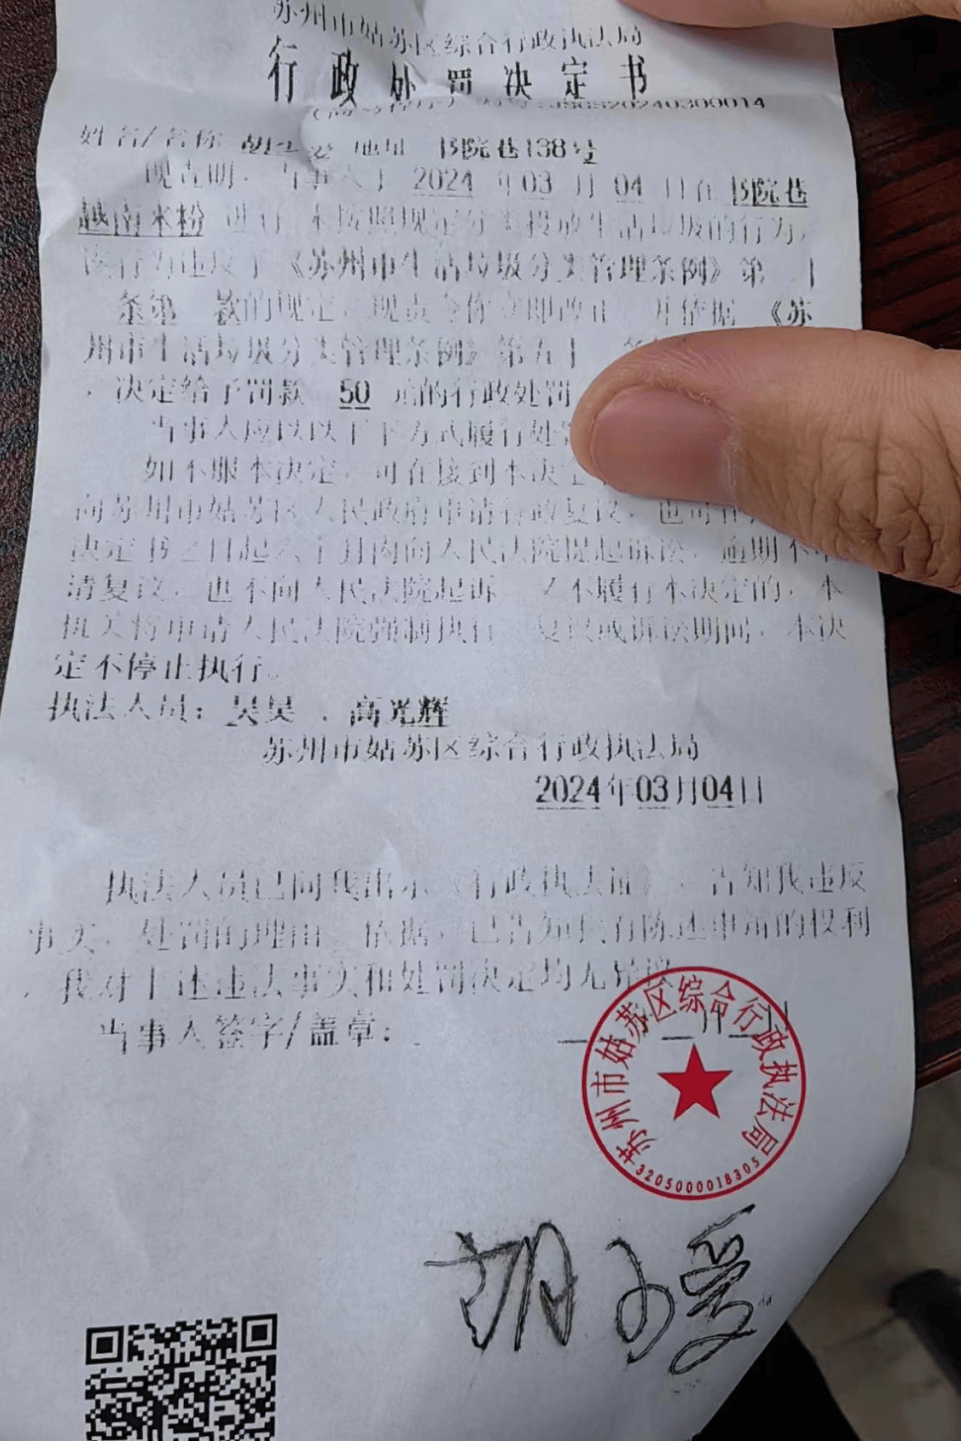 苏州市姑苏区综合行政执法局
行政处罚决定书
20240300014
姓名/名称 地址 书院巷138号
现查明,当事人于 2024 年 03 月 04 日在 书院巷
越南米粉 进行 未按照规定分类投放生活垃圾的行为,
该行为违反了《苏州市生活垃圾分类管理条例》第
条第 款的规定,现责令你立即改正,并依据 《苏
州市生活垃圾分类管理条例》第五十
,决定给予罚款 50 元的行政处罚
当事人应以以下下方式履行处
如不服本决定,可在接到本决定
向苏州市姑苏区人民政府申请行政复议,也可在
决定书之日起六个月内向人民法院提起诉讼,逾期不
请复议,也不向人民法院起诉,又不履行本决定的,本
机关将申请人民法院强制执行。复议或诉讼期间,本决
定不停止执行。
执法人员: 吴昊 , 高光辉
苏州市姑苏区综合行政执法局
2024年03月04日
执法人员已向我出示《行政执法证》,告知我违反
事实、处罚的理由、依据,已告知我有陈述申辩的权利
,我对上述违法事实和处罚决定均无异议
当事人签字/盖章:
月 日
苏州市姑苏区综合行政执法局
3205000018305
胡小爱